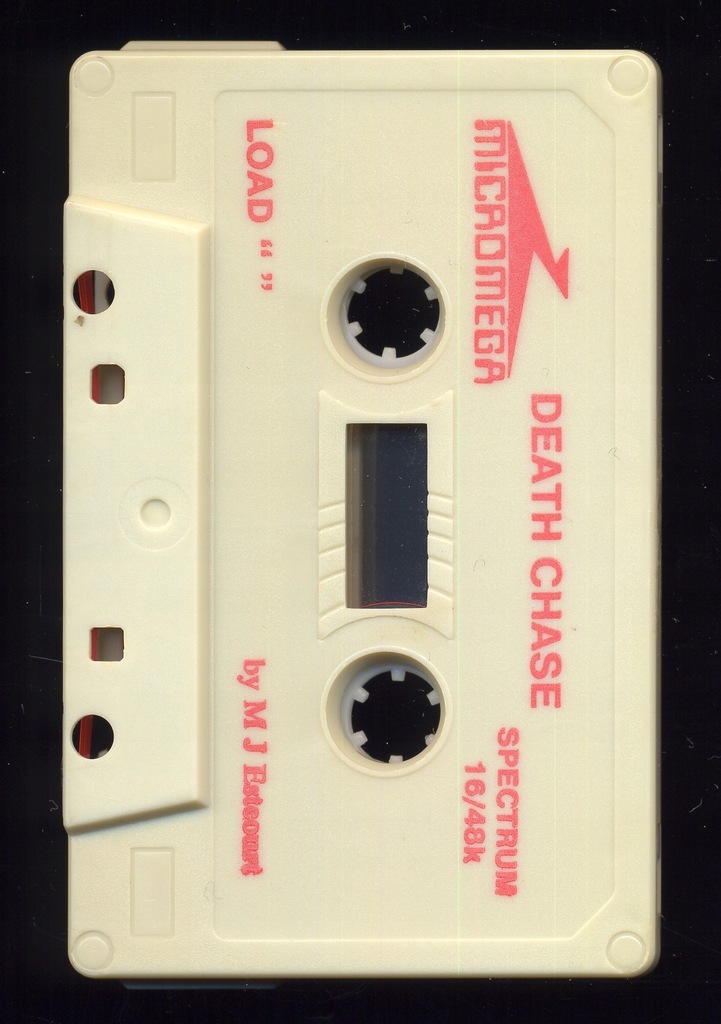 MICROMEGA
DEATH CHASE
SPECTRUM
16/48k
LOAD “ ”
by M J Estcourt